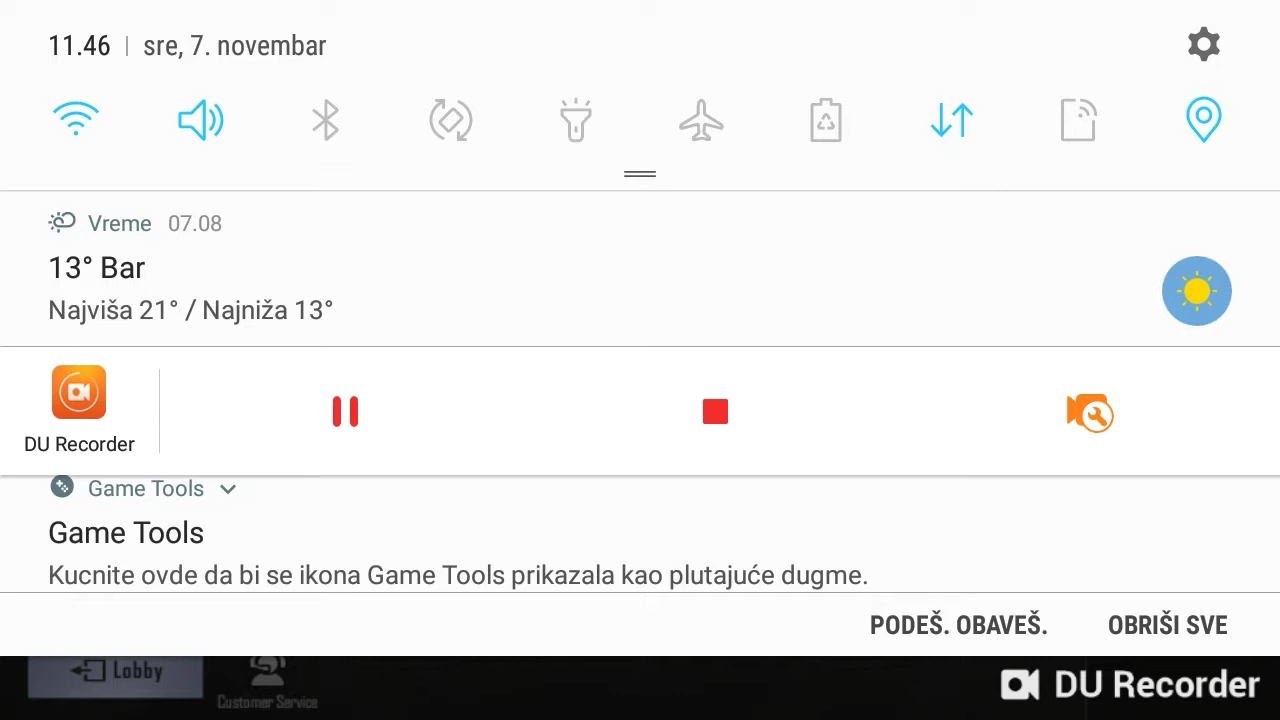 11.46 | sre, 7. novembar
Vreme 07.08
13° Bar
Najviša 21° / Najniža 13°
DU Recorder
Game Tools
Game Tools
Kucnite ovde da bi se ikona Game Tools prikazala kao plutajuće dugme.
PODEŠ. OBAVEŠ. OBRIŠI SVE
Lobby
Customer Service
DU Recorder